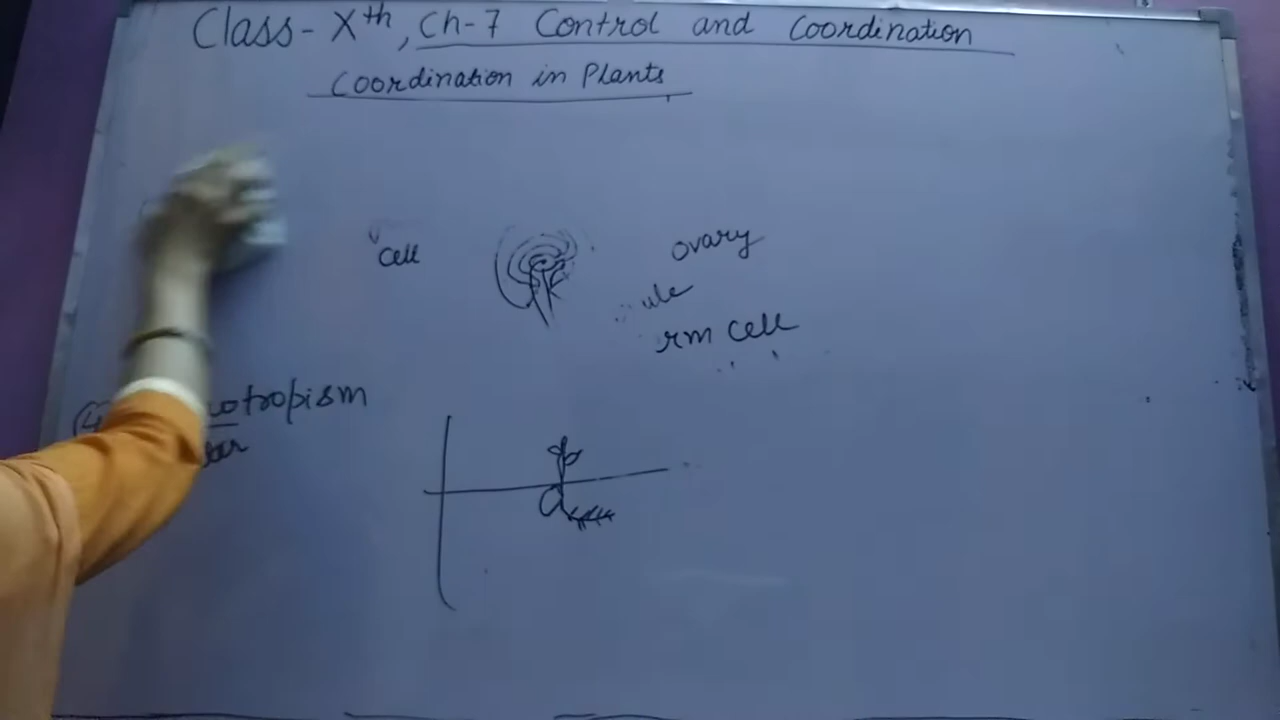 Class - Xth, Ch-7 Control and Coordination
Coordination in Plants
cell
ovary
ule
rm cell
otropism